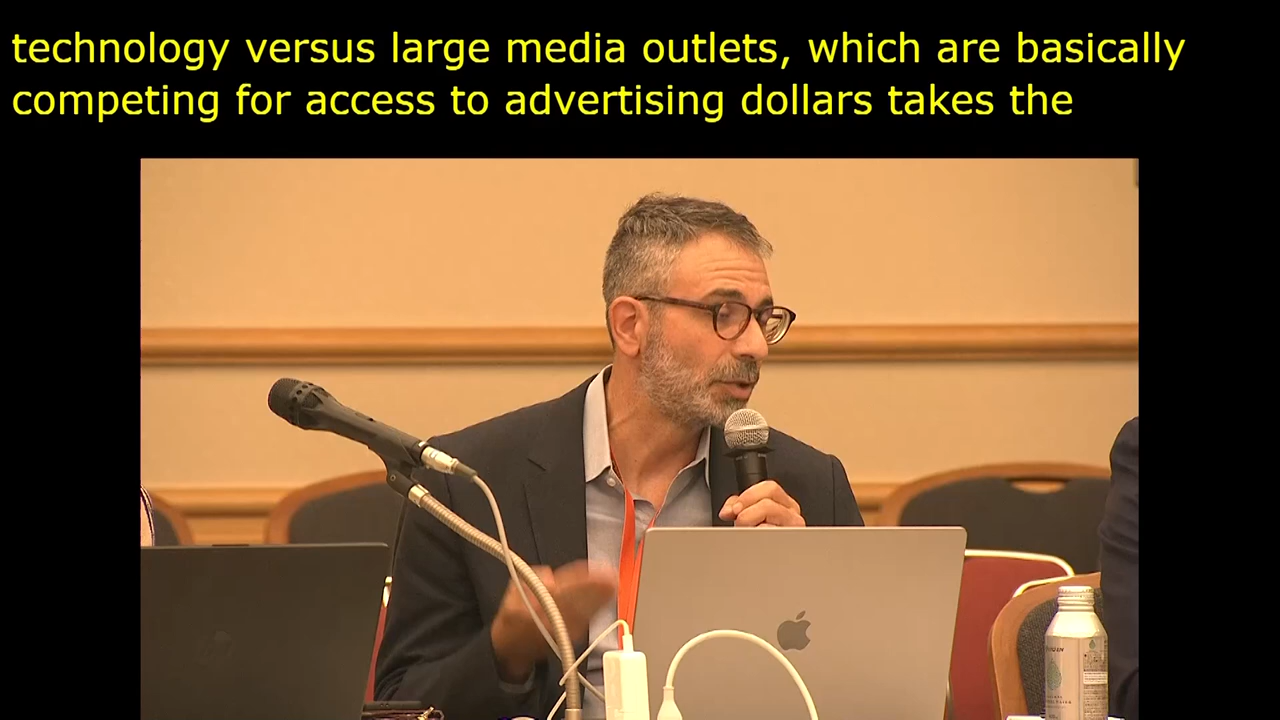 technology versus large media outlets, which are basically
competing for access to advertising dollars takes the